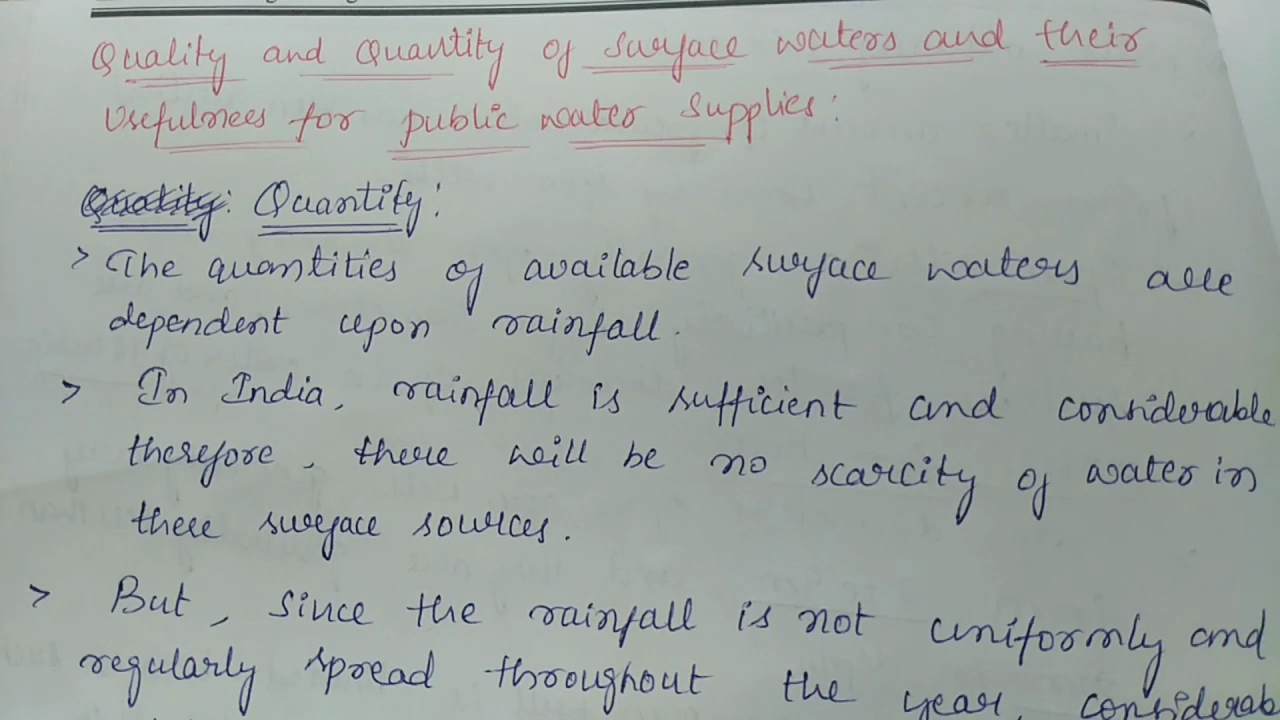 Quality and Quantity of surface waters and their
Usefulness for public water supplies:
Quantity:
> The quantities of available surface waters are
dependent upon rainfall.
> In India, rainfall is sufficient and considerable
therefore, there will be no scarcity of water in
these surface sources.
> But, since the rainfall is not uniformly and
regularly spread throughout the year, considerab